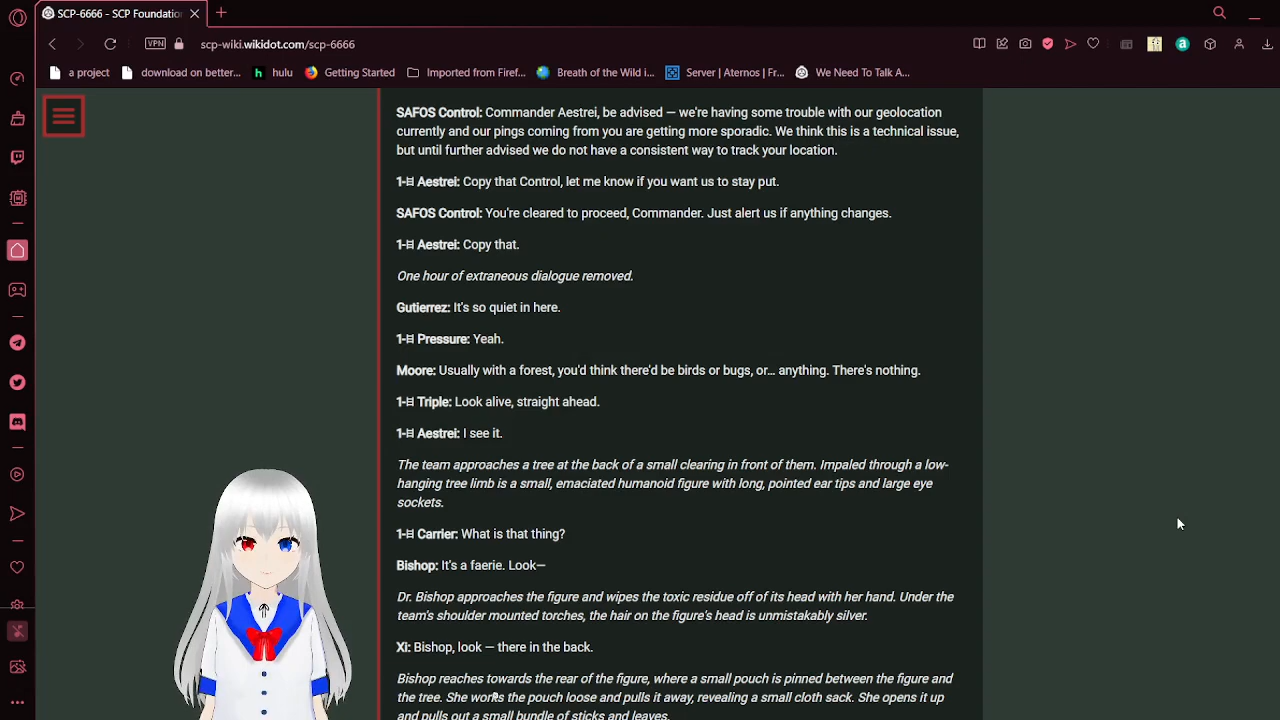 SCP-6666 - SCP Foundation
scp-wiki.wikidot.com/scp-6666
VPN
a project
download on better...
hulu
Getting Started
Imported from Firef...
Breath of the Wild i...
Server | Aternos | Fr...
We Need To Talk A...
SAFOS Control: Commander Aestrei, be advised — we're having some trouble with our geolocation
currently and our pings coming from you are getting more sporadic. We think this is a technical issue,
but until further advised we do not have a consistent way to track your location.
1-ㅍ Aestrei: Copy that Control, let me know if you want us to stay put.
SAFOS Control: You're cleared to proceed, Commander. Just alert us if anything changes.
1-ㅍ Aestrei: Copy that.
One hour of extraneous dialogue removed.
Gutierrez: It's so quiet in here.
1-ㅍ Pressure: Yeah.
Moore: Usually with a forest, you'd think there'd be birds or bugs, or... anything. There's nothing.
1-ㅍ Triple: Look alive, straight ahead.
1-ㅍ Aestrei: I see it.
The team approaches a tree at the back of a small clearing in front of them. Impaled through a low-
hanging tree limb is a small, emaciated humanoid figure with long, pointed ear tips and large eye
sockets.
1-ㅍ Carrier: What is that thing?
Bishop: It's a faerie. Look—
Dr. Bishop approaches the figure and wipes the toxic residue off of its head with her hand. Under the
team's shoulder mounted torches, the hair on the figure's head is unmistakably silver.
Xi: Bishop, look — there in the back.
Bishop reaches towards the rear of the figure, where a small pouch is pinned between the figure and
the tree. She works the pouch loose and pulls it away, revealing a small cloth sack. She opens it up
and pulls out a small bundle of sticks and leaves.